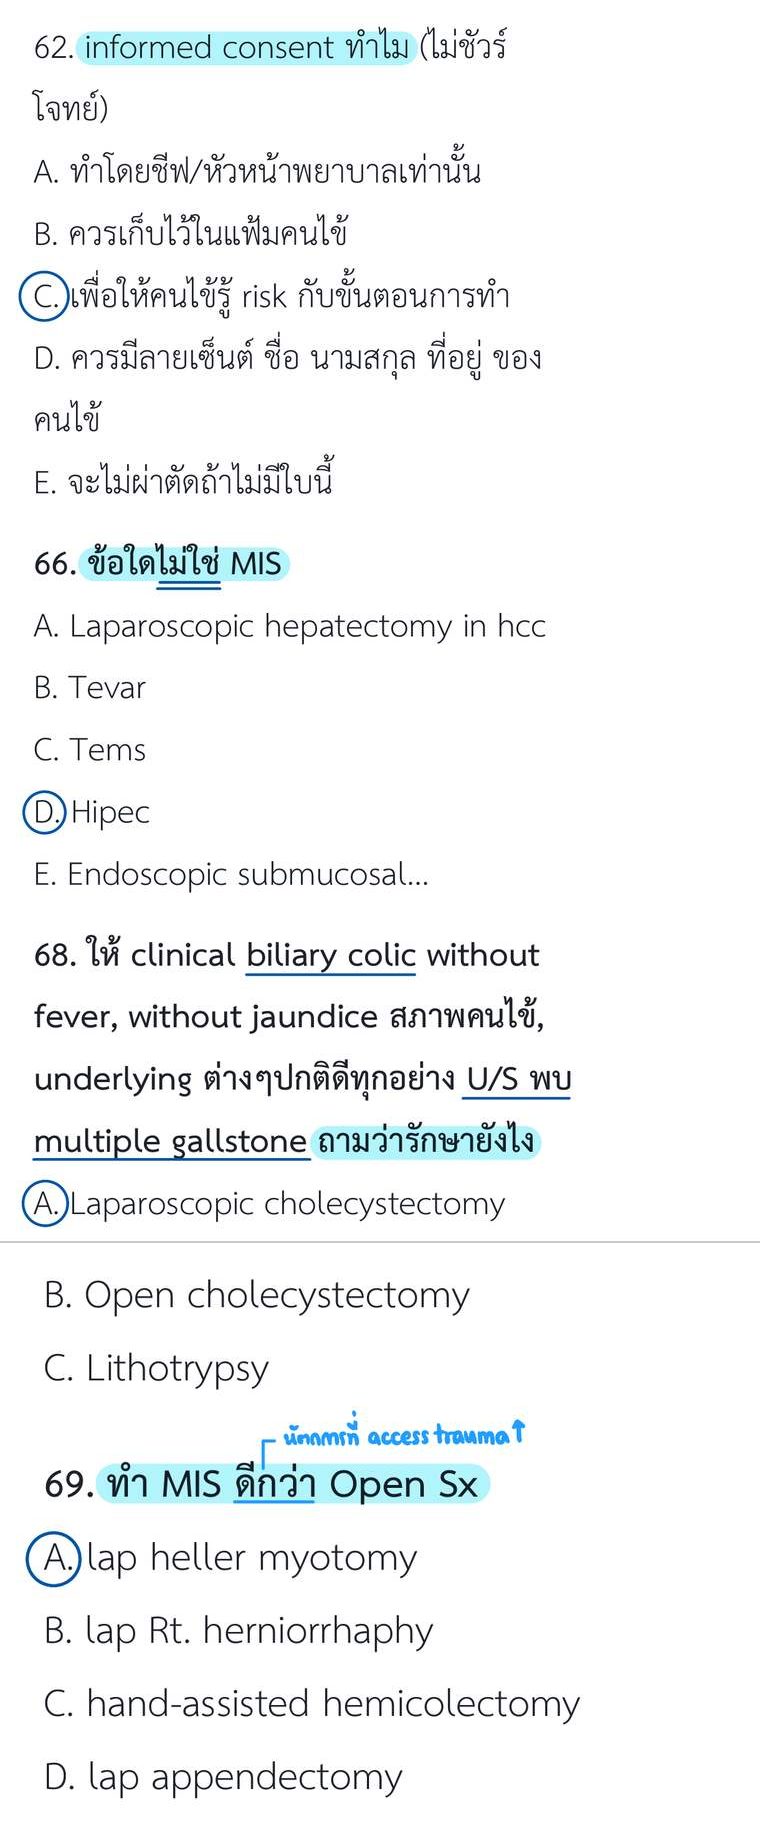 62. informed consent ทำไม (ไม่ชัวร์
โจทย์)
A. ทำโดยชีฟ/หัวหน้าพยาบาลเท่านั้น
B. ควรเก็บไว้ในแฟ้มคนไข้
C. เพื่อให้คนไข้รู้ risk กับขั้นตอนการทำ
D. ควรมีลายเซ็นต์ ชื่อ นามสกุล ที่อยู่ ของ
คนไข้
E. จะไม่ผ่าตัดถ้าไม่มีใบนี้
66. ข้อใดไม่ใช่ MIS
A. Laparoscopic hepatectomy in hcc
B. Tevar
C. Tems
D. Hipec
E. Endoscopic submucosal...
68. ให้ clinical biliary colic without
fever, without jaundice สภาพคนไข้,
underlying ต่างๆปกติดีทุกอย่าง U/S พบ
multiple gallstone ถามว่ารักษายังไง
A. Laparoscopic cholecystectomy
B. Open cholecystectomy
C. Lithotrypsy
access trauma ↑
69. ทำ MIS ดีกว่า Open Sx
A. lap heller myotomy
B. lap Rt. herniorrhaphy
C. hand-assisted hemicolectomy
D. lap appendectomy